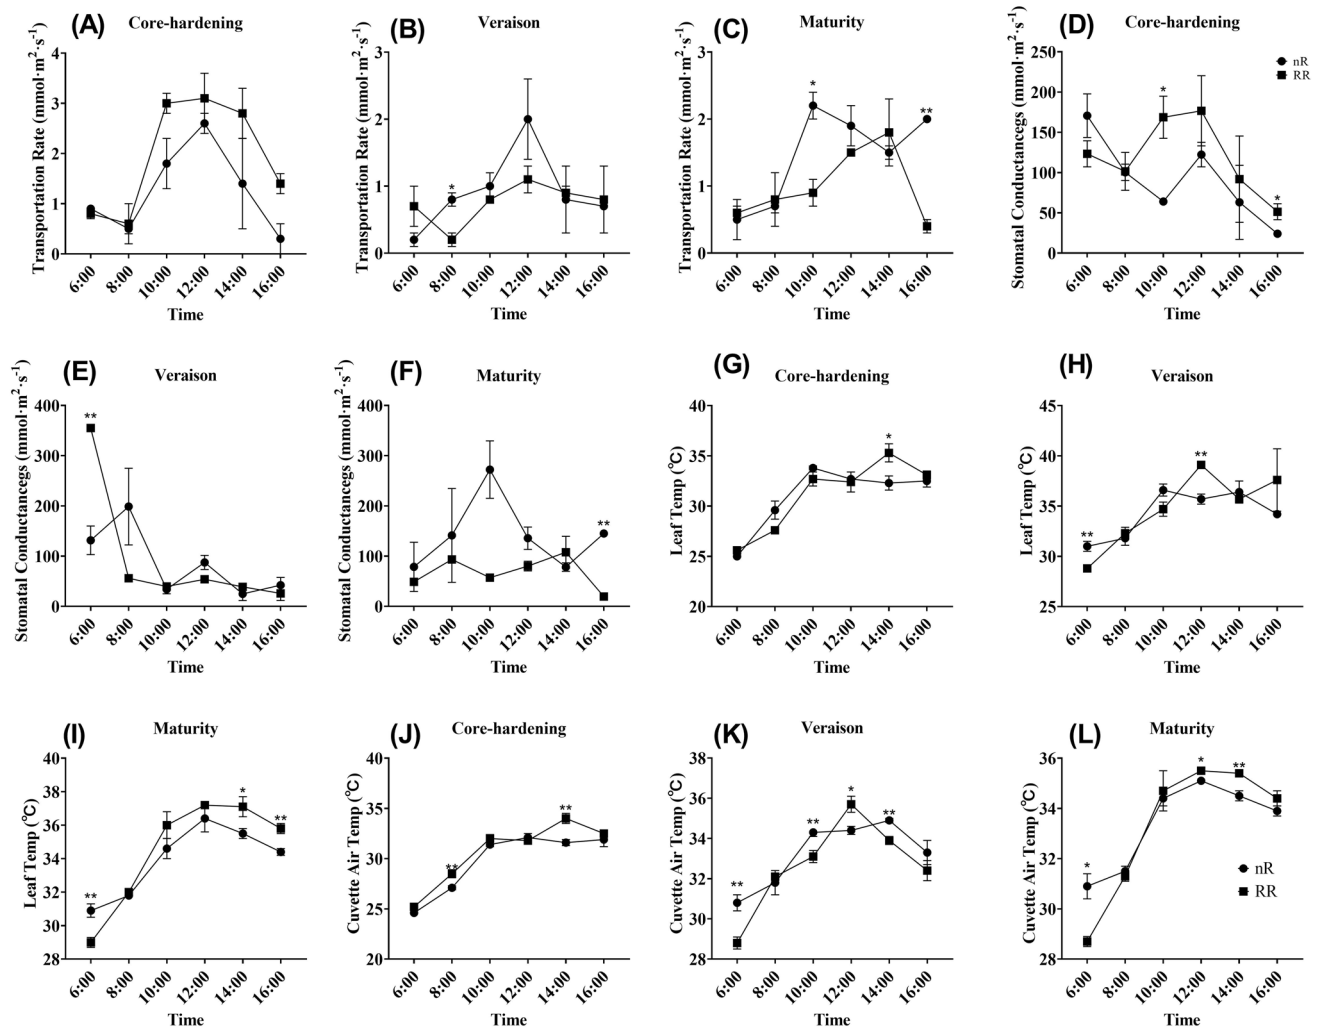 (A) Core-hardening
Transportation Rate (mmol·m²·s⁻¹)
4
3
2
1
0
6:00 8:00 10:00 12:00 14:00 16:00
Time
(B) Veraison
Transportation Rate (mmol·m²·s⁻¹)
3
2
1
0
*
6:00 8:00 10:00 12:00 14:00 16:00
Time
(C) Maturity
Transportation Rate (mmol·m²·s⁻¹)
3
2
1
0
* **
6:00 8:00 10:00 12:00 14:00 16:00
Time
(D) Core-hardening
Stomatal Conductancegs (mmol·m²·s⁻¹)
250
200
150
100
50
0
* *
nR
RR
6:00 8:00 10:00 12:00 14:00 16:00
Time
(E) Veraison
Stomatal Conductancegs (mmol·m²·s⁻¹)
400
300
200
100
0
**
6:00 8:00 10:00 12:00 14:00 16:00
Time
(F) Maturity
Stomatal Conductancegs (mmol·m²·s⁻¹)
400
300
200
100
0
**
6:00 8:00 10:00 12:00 14:00 16:00
Time
(G) Core-hardening
Leaf Temp (℃)
40
35
30
25
20
*
6:00 8:00 10:00 12:00 14:00 16:00
Time
(H) Veraison
Leaf Temp (℃)
45
40
35
30
25
** **
6:00 8:00 10:00 12:00 14:00 16:00
Time
(I) Maturity
Leaf Temp (℃)
40
38
36
34
32
30
28
** * **
6:00 8:00 10:00 12:00 14:00 16:00
Time
(J) Core-hardening
Cuvette Air Temp (℃)
40
35
30
25
20
** **
6:00 8:00 10:00 12:00 14:00 16:00
Time
(K) Veraison
Cuvette Air Temp (℃)
38
36
34
32
30
28
** ** * **
6:00 8:00 10:00 12:00 14:00 16:00
Time
(L) Maturity
Cuvette Air Temp (℃)
36
34
32
30
28
* * **
nR
RR
6:00 8:00 10:00 12:00 14:00 16:00
Time